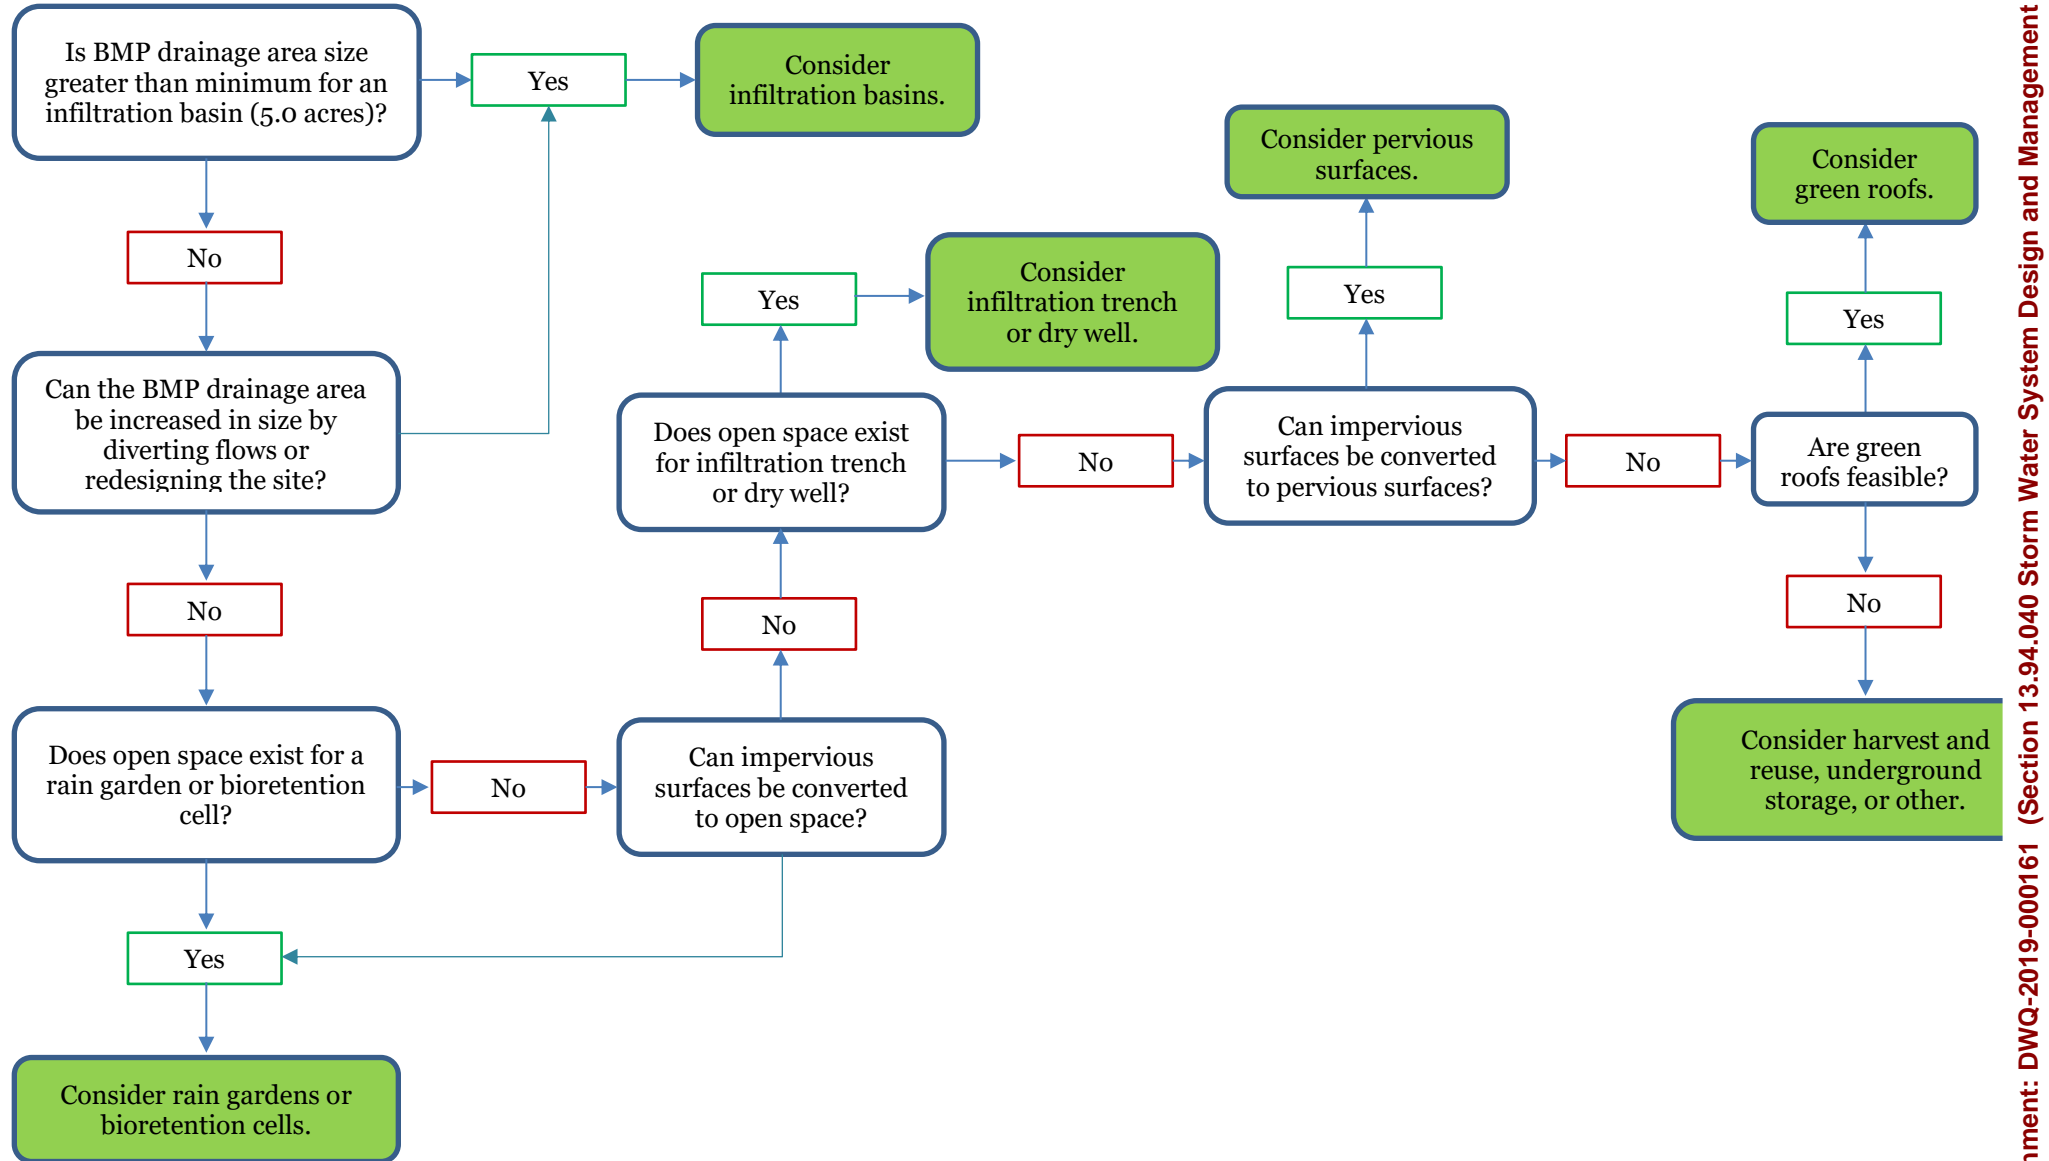 Is BMP drainage area size
greater than minimum for an
infiltration basin (5.0 acres)?
Yes
Consider
infiltration basins.
No
Can the BMP drainage area
be increased in size by
diverting flows or
redesigning the site?
No
Does open space exist for a
rain garden or bioretention
cell?
No
Can impervious
surfaces be converted
to open space?
Yes
Consider rain gardens or
bioretention cells.
No
Does open space exist
for infiltration trench
or dry well?
Yes
Consider
infiltration trench
or dry well.
No
Can impervious
surfaces be converted
to pervious surfaces?
Yes
Consider pervious
surfaces.
No
Are green
roofs feasible?
Yes
Consider
green roofs.
No
Consider harvest and
reuse, underground
storage, or other.
nment: DWQ-2019-000161 (Section 13.94.040 Storm Water System Design and Management